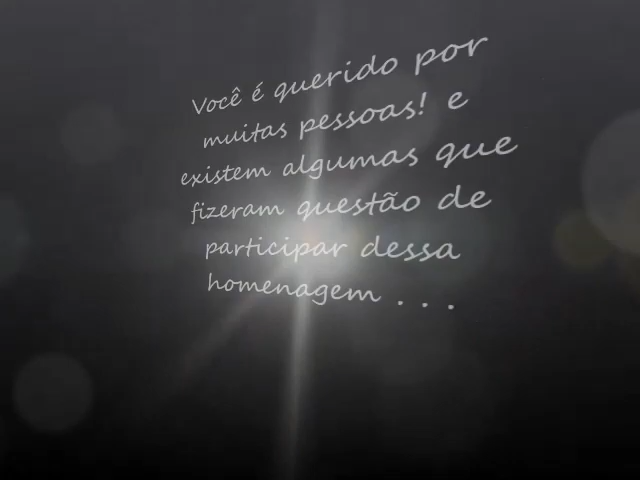 Você é querido por
muitas pessoas! e
existem algumas que
fizeram questão de
participar dessa
homenagem . . .